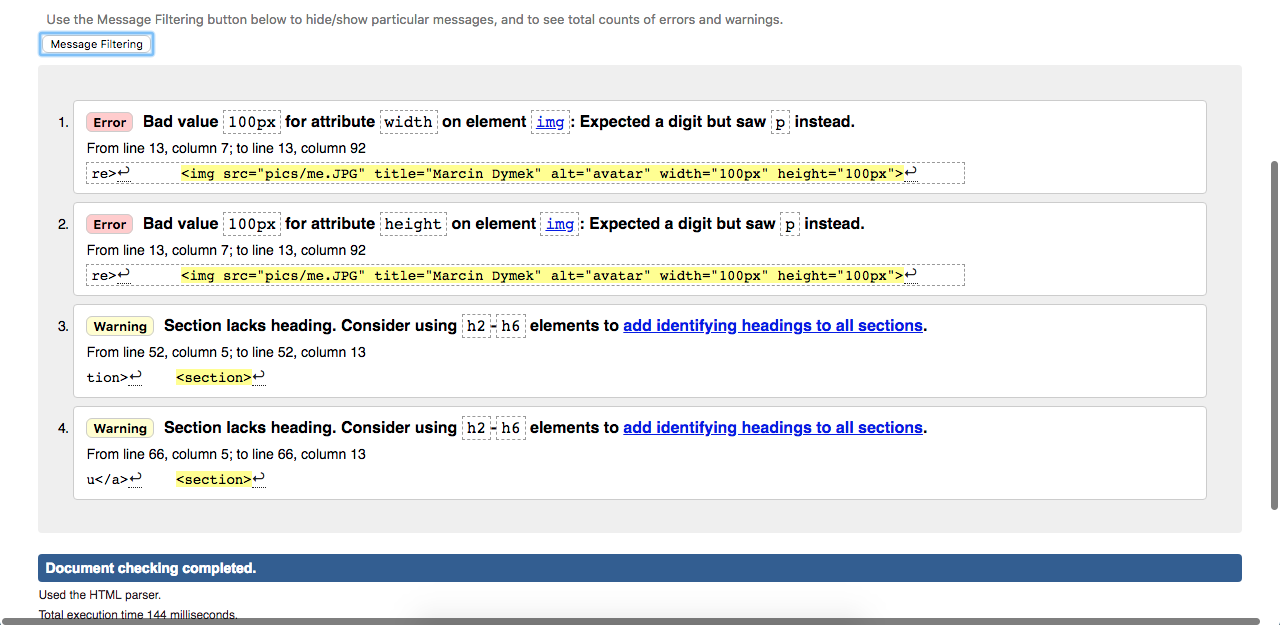 Use the Message Filtering button below to hide/show particular messages, and to see total counts of errors and warnings.
Message Filtering
1. Error Bad value 100px for attribute width on element img: Expected a digit but saw p instead.
From line 13, column 7; to line 13, column 92
re>↩ <img src="pics/me.JPG" title="Marcin Dymek" alt="avatar" width="100px" height="100px">↩
2. Error Bad value 100px for attribute height on element img: Expected a digit but saw p instead.
From line 13, column 7; to line 13, column 92
re>↩ <img src="pics/me.JPG" title="Marcin Dymek" alt="avatar" width="100px" height="100px">↩
3. Warning Section lacks heading. Consider using h2-h6 elements to add identifying headings to all sections.
From line 52, column 5; to line 52, column 13
tion>↩ <section>↩
4. Warning Section lacks heading. Consider using h2-h6 elements to add identifying headings to all sections.
From line 66, column 5; to line 66, column 13
u</a>↩ <section>↩
Document checking completed.
Used the HTML parser.
Total execution time 144 milliseconds.